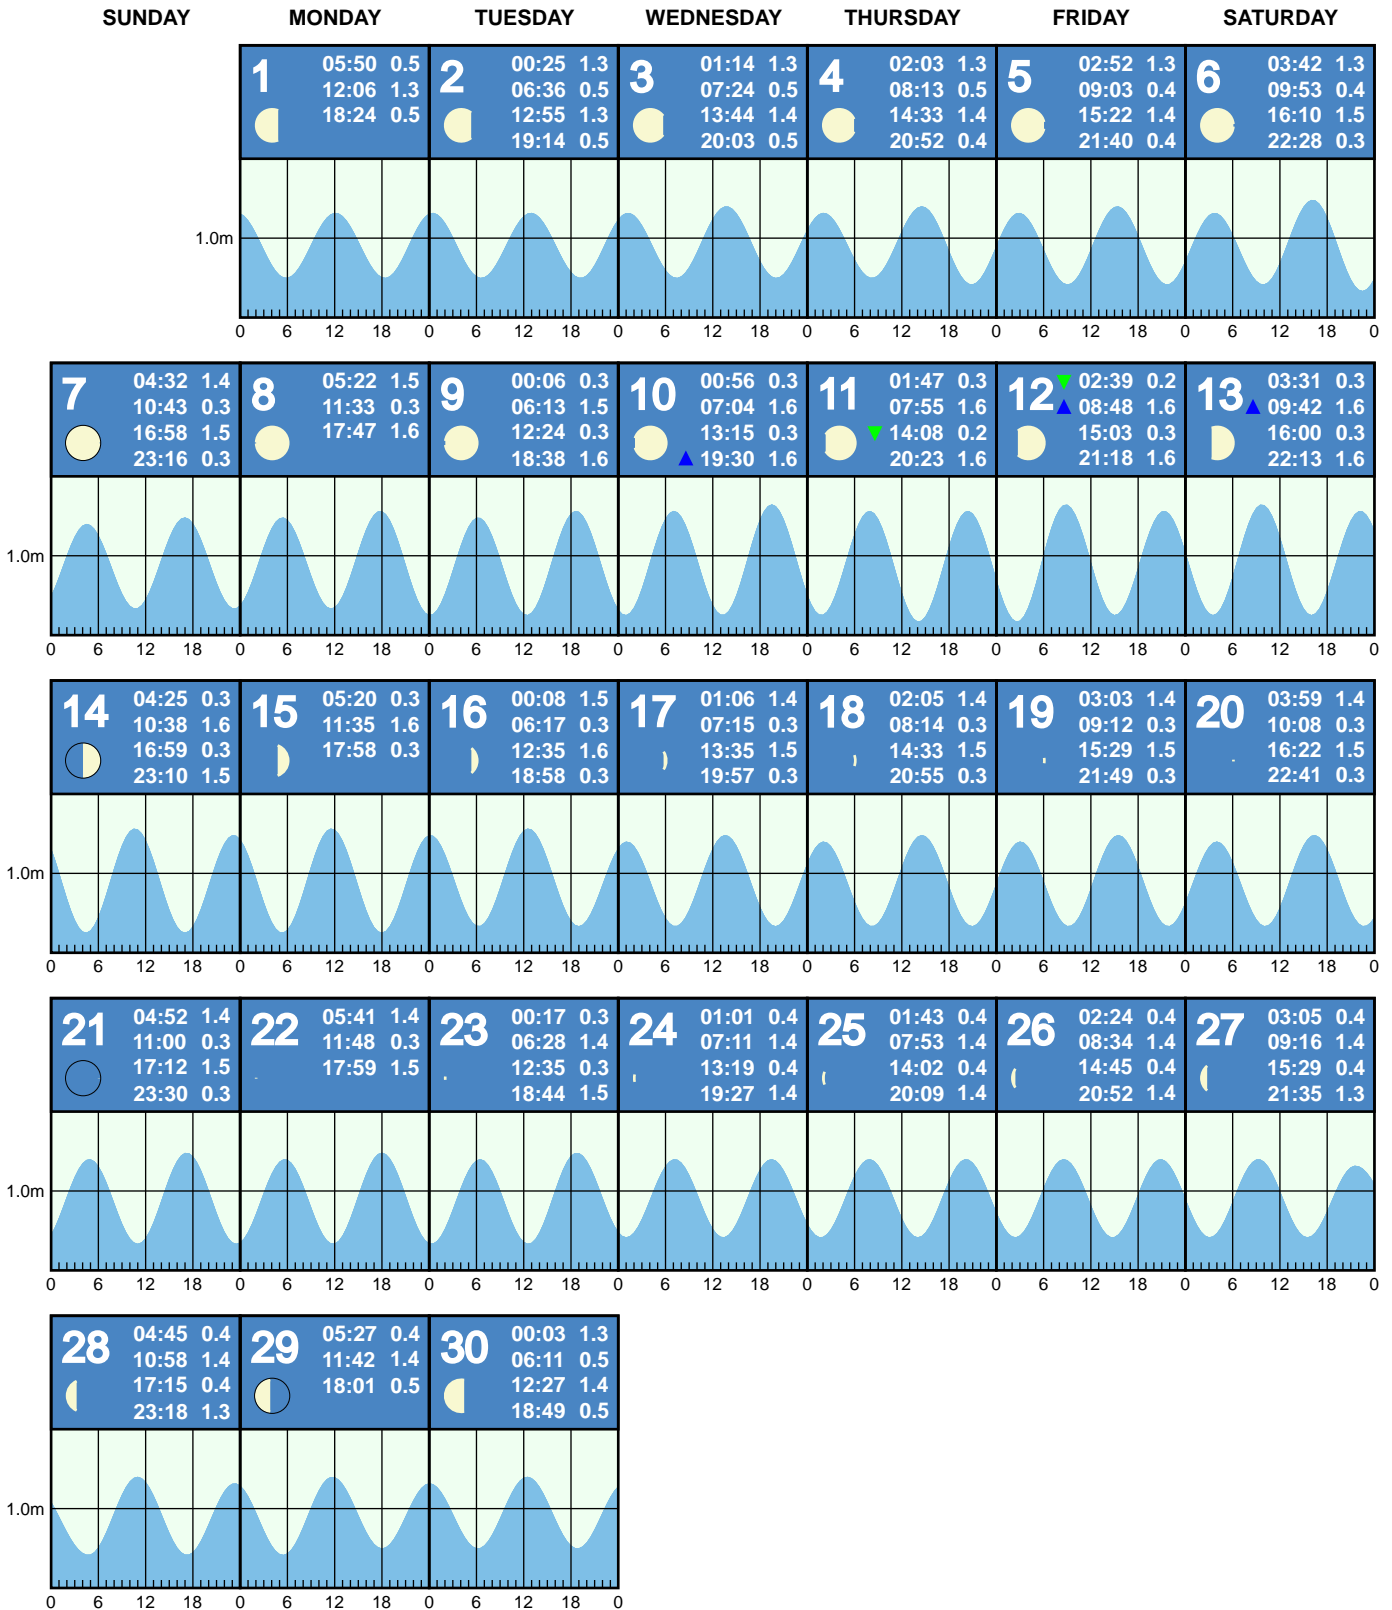 SUNDAY MONDAY TUESDAY WEDNESDAY THURSDAY FRIDAY SATURDAY
1 05:50 0.5
12:06 1.3
18:24 0.5
2 00:25 1.3
06:36 0.5
12:55 1.3
19:14 0.5
3 01:14 1.3
07:24 0.5
13:44 1.4
20:03 0.5
4 02:03 1.3
08:13 0.5
14:33 1.4
20:52 0.4
5 02:52 1.3
09:03 0.4
15:22 1.4
21:40 0.4
6 03:42 1.3
09:53 0.4
16:10 1.5
22:28 0.3
1.0m
0 6 12 18 0 6 12 18 0 6 12 18 0 6 12 18 0 6 12 18 0 6 12 18 0
7 04:32 1.4
10:43 0.3
16:58 1.5
23:16 0.3
8 05:22 1.5
11:33 0.3
17:47 1.6
9 00:06 0.3
06:13 1.5
12:24 0.3
18:38 1.6
10 00:56 0.3
07:04 1.6
13:15 0.3
19:30 1.6
11 01:47 0.3
07:55 1.6
14:08 0.2
20:23 1.6
12 02:39 0.2
08:48 1.6
15:03 0.3
21:18 1.6
13 03:31 0.3
09:42 1.6
16:00 0.3
22:13 1.6
1.0m
0 6 12 18 0 6 12 18 0 6 12 18 0 6 12 18 0 6 12 18 0 6 12 18 0 6 12 18 0
14 04:25 0.3
10:38 1.6
16:59 0.3
23:10 1.5
15 05:20 0.3
11:35 1.6
17:58 0.3
16 00:08 1.5
06:17 0.3
12:35 1.6
18:58 0.3
17 01:06 1.4
07:15 0.3
13:35 1.5
19:57 0.3
18 02:05 1.4
08:14 0.3
14:33 1.5
20:55 0.3
19 03:03 1.4
09:12 0.3
15:29 1.5
21:49 0.3
20 03:59 1.4
10:08 0.3
16:22 1.5
22:41 0.3
1.0m
0 6 12 18 0 6 12 18 0 6 12 18 0 6 12 18 0 6 12 18 0 6 12 18 0 6 12 18 0
21 04:52 1.4
11:00 0.3
17:12 1.5
23:30 0.3
22 05:41 1.4
11:48 0.3
17:59 1.5
23 00:17 0.3
06:28 1.4
12:35 0.3
18:44 1.5
24 01:01 0.4
07:11 1.4
13:19 0.4
19:27 1.4
25 01:43 0.4
07:53 1.4
14:02 0.4
20:09 1.4
26 02:24 0.4
08:34 1.4
14:45 0.4
20:52 1.4
27 03:05 0.4
09:16 1.4
15:29 0.4
21:35 1.3
1.0m
0 6 12 18 0 6 12 18 0 6 12 18 0 6 12 18 0 6 12 18 0 6 12 18 0 6 12 18 0
28 04:45 0.4
10:58 1.4
17:15 0.4
23:18 1.3
29 05:27 0.4
11:42 1.4
18:01 0.5
30 00:03 1.3
06:11 0.5
12:27 1.4
18:49 0.5
1.0m
0 6 12 18 0 6 12 18 0 6 12 18 0